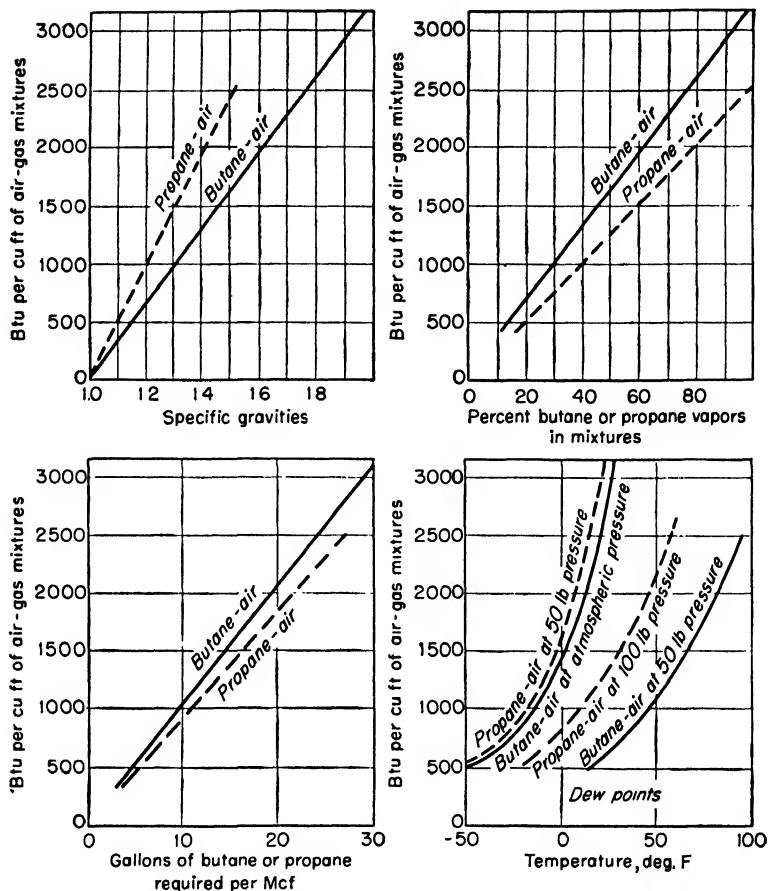 Btu per cu ft of air-gas mixtures
3000
2500
2000
1500
1000
500
0
Propane-air
Butane-air
1.0
1.2
1.4
1.6
1.8
Specific gravities
Btu per cu ft of air-gas mixtures
3000
2500
2000
1500
1000
500
0
Butane-air
Propane-air
0
20
40
60
80
Percent butane or propane vapors
in mixtures
Btu per cu ft of air-gas mixtures
3000
2500
2000
1500
1000
500
0
Butane-air
Propane-air
0
10
20
30
Gallons of butane or propane
required per Mcf
Btu per cu ft of air-gas mixtures
3000
2500
2000
1500
1000
500
0
Propane-air at 50 lb pressure
Butane-air at atmospheric pressure
Propane-air at 100 lb pressure
Butane-air at 50 lb pressure
Dew points
-50
0
50
100
Temperature, deg. F